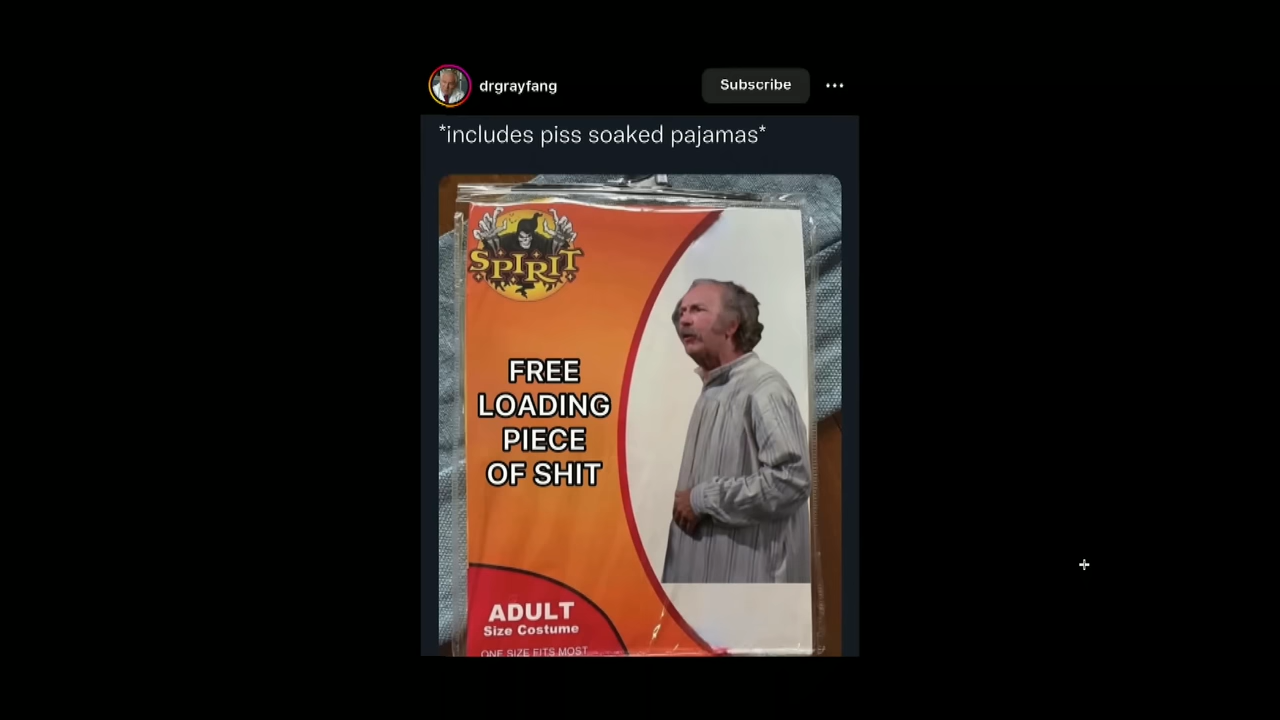 drgrayfang
Subscribe
*includes piss soaked pajamas*
SPIRIT
FREE
LOADING
PIECE
OF SHIT
ADULT
Size Costume
ONE SIZE FITS MOST